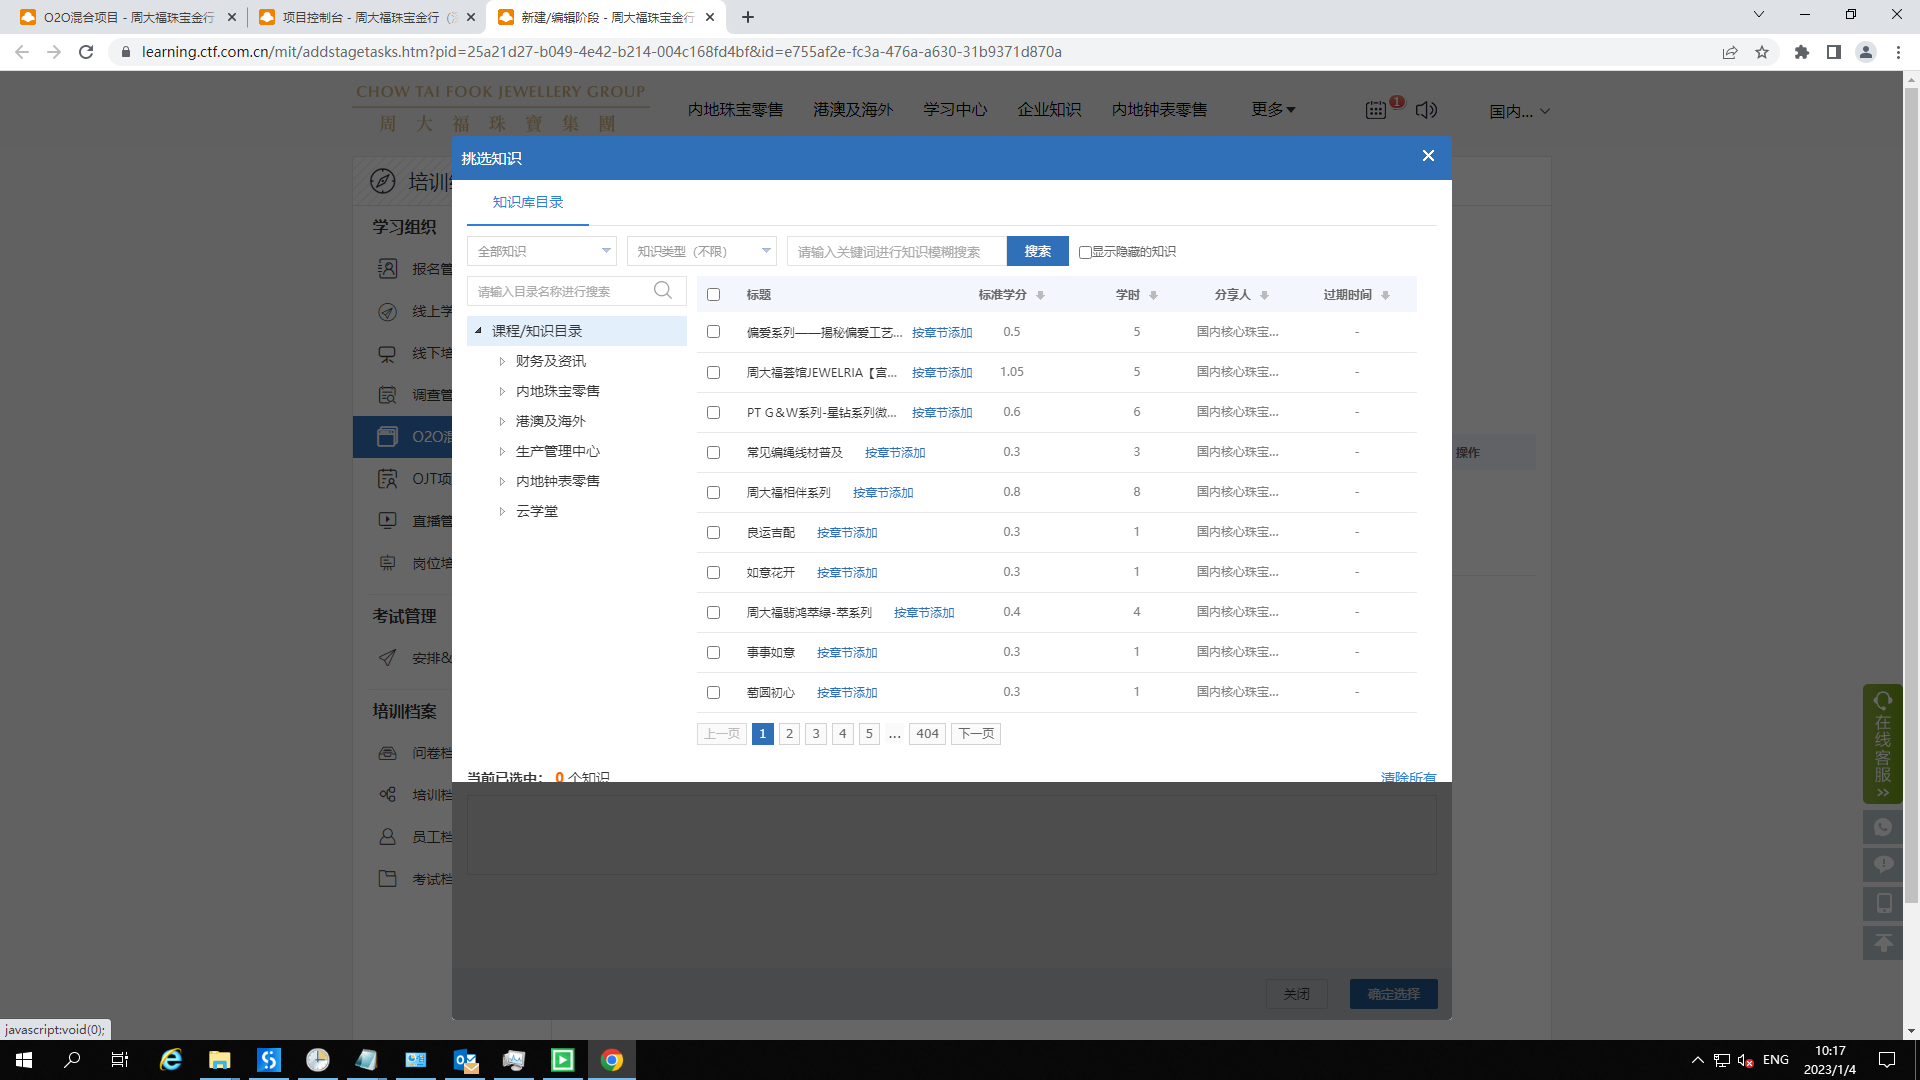 O2O混合项目 - 周大福珠宝金行
项目控制台 - 周大福珠宝金行（深
新建/编辑阶段 - 周大福珠宝金行
learning.ctf.com.cn/mit/addstagetasks.htm?pid=25a21d27-b049-4e42-b214-004c168fd4bf&id=e755af2e-fc3a-476a-a630-31b9371d870a
CHOW TAI FOOK JEWELLERY GROUP
周大福珠寶集團
内地珠宝零售 港澳及海外 学习中心 企业知识 内地钟表零售 更多
1
国内...
培训
学习组织
报名管
线上学
线下培
调查管
O2O混
OJT项
直播管
岗位培
考试管理
安排&
培训档案
问卷档
培训档
员工档
考试档
挑选知识
知识库目录
全部知识 知识类型（不限） 请输入关键词进行知识模糊搜索 搜索 显示隐藏的知识
请输入目录名称进行搜索
课程/知识目录
财务及资讯
内地珠宝零售
港澳及海外
生产管理中心
内地钟表零售
云学堂
标题 标准学分 学时 分享人 过期时间
偏爱系列——揭秘偏爱工艺... 按章节添加 0.5 5 国内核心珠宝... -
周大福荟馆JEWELRIA【宫... 按章节添加 1.05 5 国内核心珠宝... -
PT G＆W系列-星钻系列微... 按章节添加 0.6 6 国内核心珠宝... -
常见编绳线材普及 按章节添加 0.3 3 国内核心珠宝... -
周大福相伴系列 按章节添加 0.8 8 国内核心珠宝... -
良运吉配 按章节添加 0.3 1 国内核心珠宝... -
如意花开 按章节添加 0.3 1 国内核心珠宝... -
周大福翡鸿萃绿-萃系列 按章节添加 0.4 4 国内核心珠宝... -
事事如意 按章节添加 0.3 1 国内核心珠宝... -
萄圆初心 按章节添加 0.3 1 国内核心珠宝... -
上一页 1 2 3 4 5 ... 404 下一页
当前已选中： 0 个知识 清除所有
操作
关闭 确定选择
在线客服
javascript:void(0);
ENG
10:17
2023/1/4